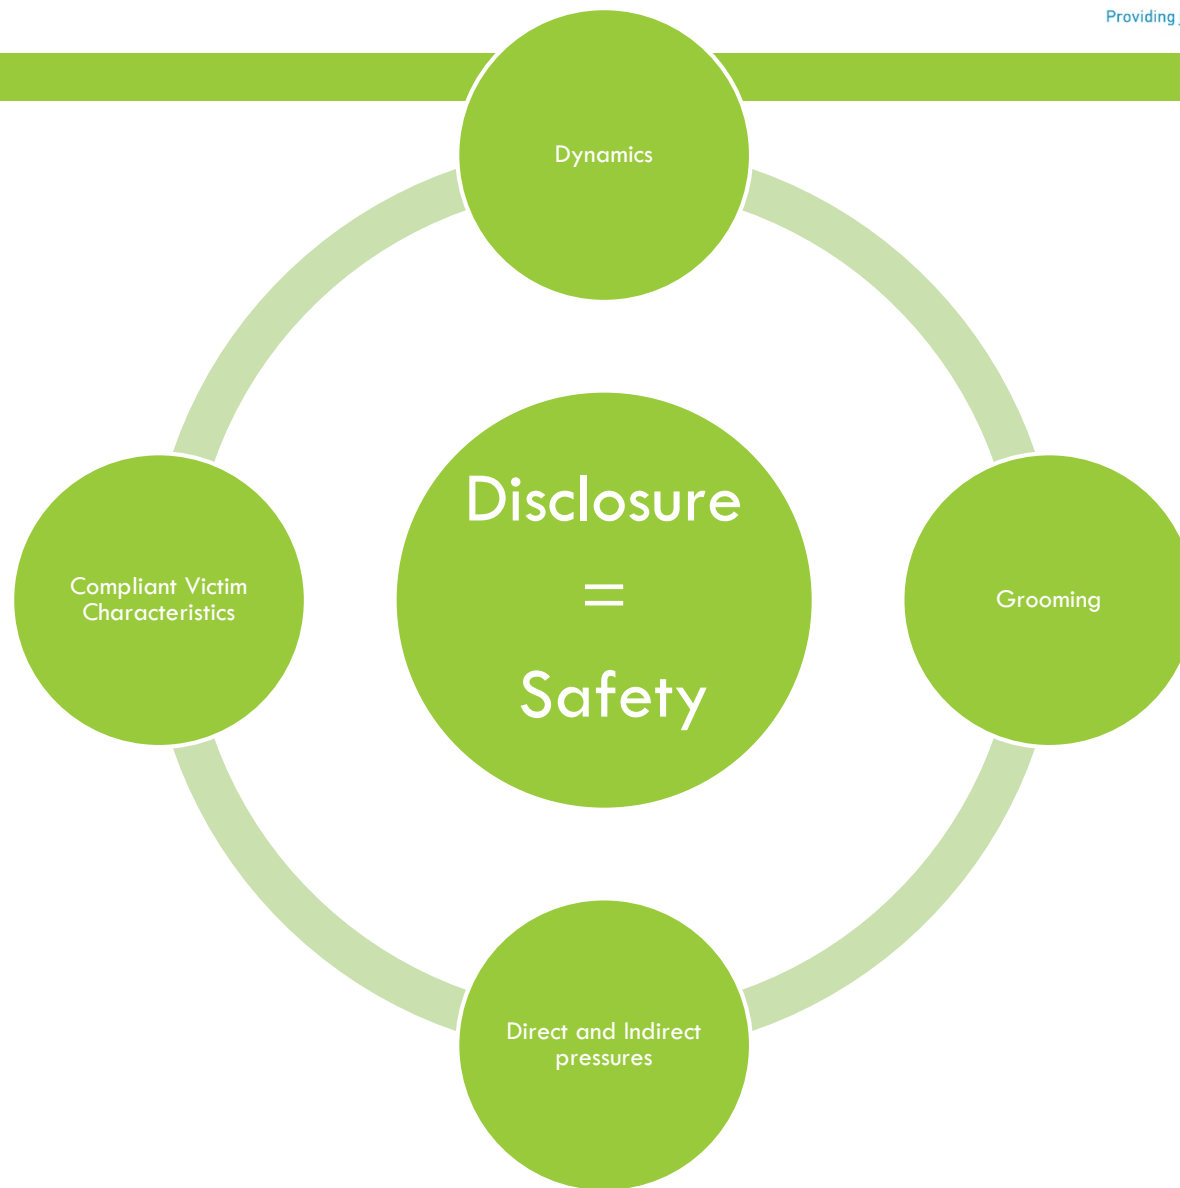 Providing
Dynamics
Disclosure
=
Safety
Compliant Victim
Characteristics
Grooming
Direct and Indirect
pressures